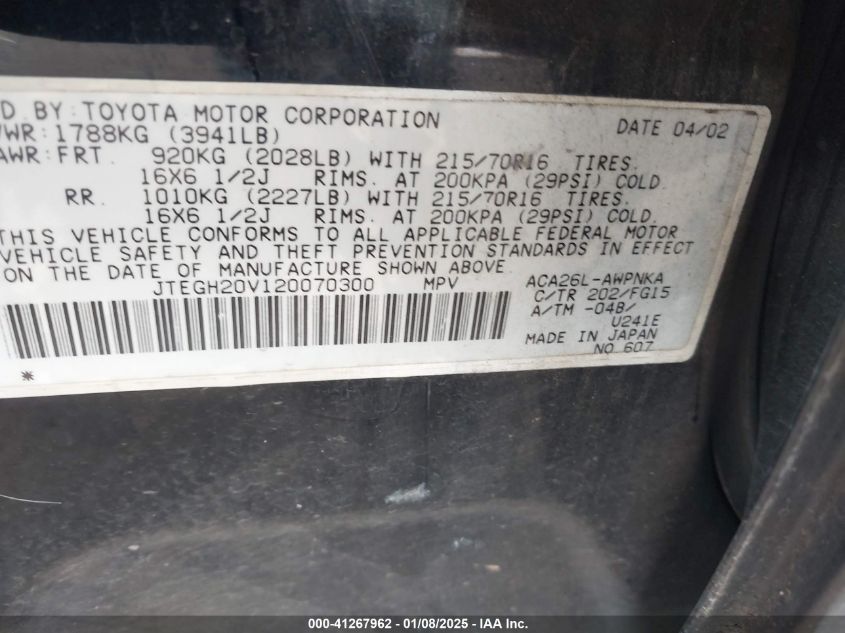 D BY: TOYOTA MOTOR CORPORATION DATE 04/02
VWR: 1788KG (3941LB)
AWR: FRT. 920KG (2028LB) WITH 215/70R16 TIRES.
16X6 1/2J RIMS. AT 200KPA (29PSI) COLD.
RR. 1010KG (2227LB) WITH 215/70R16 TIRES.
16X6 1/2J RIMS. AT 200KPA (29PSI) COLD.
THIS VEHICLE CONFORMS TO ALL APPLICABLE FEDERAL MOTOR
VEHICLE SAFETY AND THEFT PREVENTION STANDARDS IN EFFECT
ON THE DATE OF MANUFACTURE SHOWN ABOVE.
JTEGH20V120070300 MPV ACA26L-AWPNKA
C/TR 202/FG15
A/TM -04B/
U241E
MADE IN JAPAN
NO 607
*
000-41267962 - 01/08/2025 - IAA Inc.